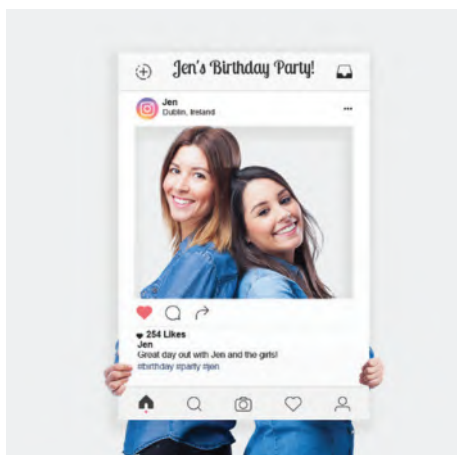 Jen's Birthday Party!
Jen
Dublin, Ireland
254 Likes
Jen
Great day out with Jen and the girls!
#birthday #party #jen